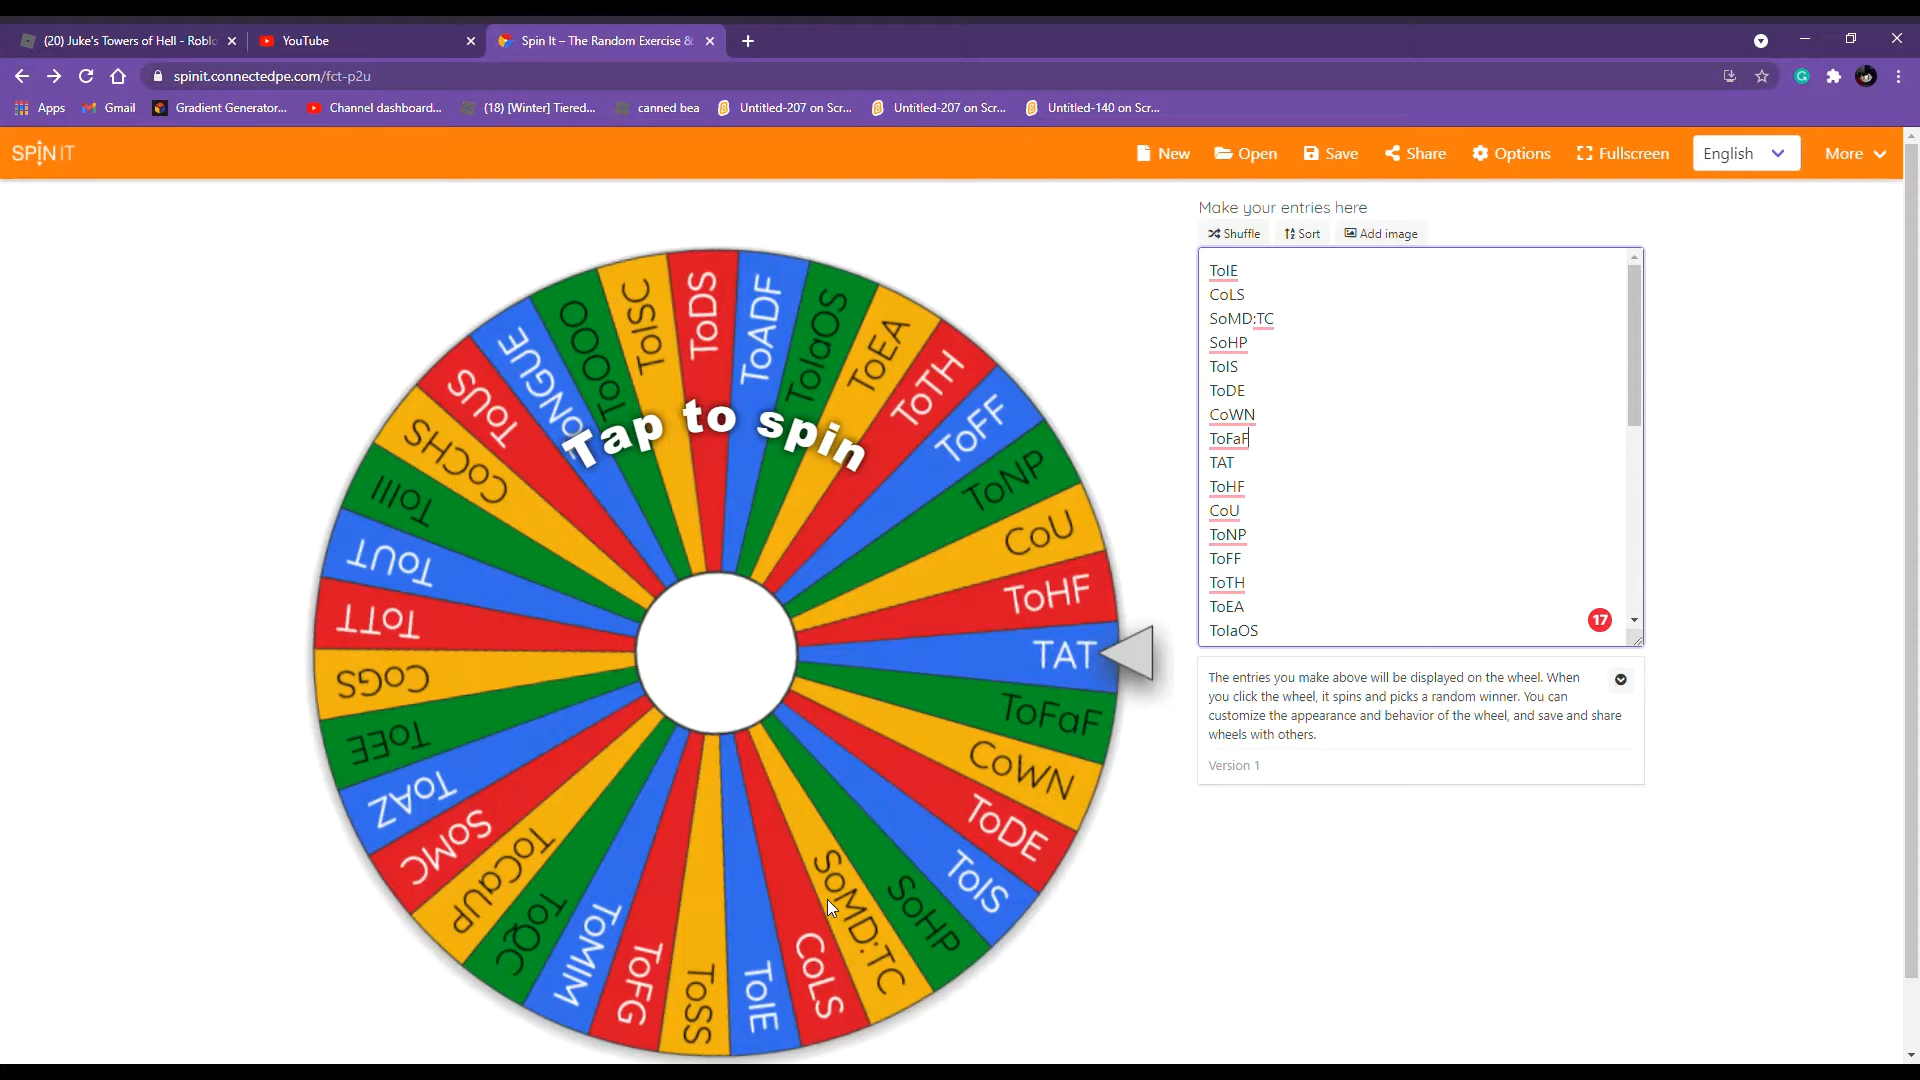 (20) Juke's Towers of Hell - Roblo
YouTube
Spin It – The Random Exercise &
spinit.connectedpe.com/fct-p2u
Apps
Gmail
Gradient Generator...
Channel dashboard...
(18) [Winter] Tiered...
canned bea
Untitled-207 on Scr...
Untitled-207 on Scr...
Untitled-140 on Scr...
SPIN IT
New
Open
Save
Share
Options
Fullscreen
English
More
Make your entries here
Shuffle
Sort
Add image
ToIE
CoLS
SoMD:TC
SoHP
ToIS
ToDE
CoWN
ToFaF
TAT
ToHF
CoU
ToNP
ToFF
ToTH
ToEA
ToIaOS
17
The entries you make above will be displayed on the wheel. When
you click the wheel, it spins and picks a random winner. You can
customize the appearance and behavior of the wheel, and save and share
wheels with others.
Version 1
Tap to spin
ToDS
ToADF
ToIaOS
ToEA
ToTH
ToFF
ToNP
CoU
ToHF
TAT
ToFaF
CoWN
ToDE
ToIS
SoHP
SoMD:TC
CoLS
ToIE
ToSS
ToFG
ToMIM
ToQC
ToCaUP
SoMC
ToAZ
ToEE
CoGS
ToTT
ToUT
ToIII
CoCHS
ToUS
ToNGUE
ToOOO
ToISC